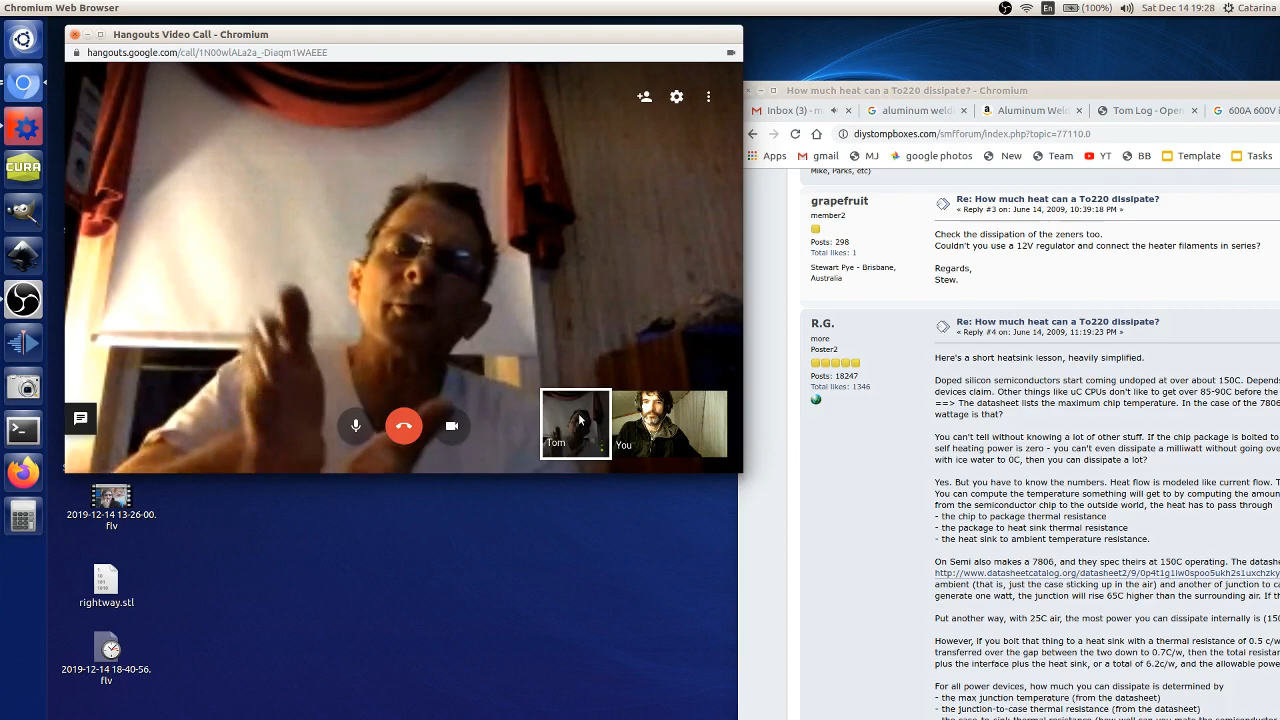 Chromium Web Browser
En
(100%)
Sat Dec 14 19:28
Catarina
Hangouts Video Call - Chromium
hangouts.google.com/call/1N00wlALa2a_-Diaqm1WAEEE
Tom
You
CURA
2019-12-14 13-26-00.
flv
rightway.stl
2019-12-14 18-40-56.
flv
How much heat can a To220 dissipate? - Chromium
Inbox (3) - m
aluminum weld
Aluminum Weld
Tom Log - Open
600A 600V i
diystompboxes.com/smfforum/index.php?topic=77110.0
Apps
gmail
MJ
google photos
New
Team
YT
BB
Template
Tasks
Mike, Parks, etc)
grapefruit
member2
Posts: 298
Total likes: 1
Stewart Pye - Brisbane,
Australia
Re: How much heat can a To220 dissipate?
« Reply #3 on: June 14, 2009, 10:39:18 PM »
Check the dissipation of the zeners too.
Couldn't you use a 12V regulator and connect the heater filaments in series?
Regards,
Stew.
R.G.
more
Poster2
Posts: 18247
Total likes: 1346
Re: How much heat can a To220 dissipate?
« Reply #4 on: June 14, 2009, 11:19:23 PM »
Here's a short heatsink lesson, heavily simplified.
Doped silicon semiconductors start coming undoped at over about 150C. Depend
devices claim. Other things like uC CPUs don't like to get over 85-90C before the
==> The datasheet lists the maximum chip temperature. In the case of the 7806
wattage is that?
You can't tell without knowing a lot of other stuff. If the chip package is bolted to
self heating power is zero - you can't even dissipate a milliwatt without going ove
with ice water to 0C, then you can dissipate a lot?
Yes. But you have to know the numbers. Heat flow is modeled like current flow. T
You can compute the temperature something will get to by computing the amoun
from the semiconductor chip to the outside world, the heat has to pass through
- the chip to package thermal resistance
- the package to heat sink thermal resistance
- the heat sink to ambient temperature resistance.
On Semi also makes a 7806, and they spec theirs at 150C operating. The datashe
ambient (that is, just the case sticking up in the air) and another of junction to ca
generate one watt, the junction will rise 65C higher than the surrounding air. If th
Put another way, with 25C air, the most power you can dissipate internally is (150
However, if you bolt that thing to a heat sink with a thermal resistance of 0.5 c/w
transferred over the gap between the two down to 0.7C/w, then the total resistan
plus the interface plus the heat sink, or a total of 6.2c/w, and the allowable powe
For all power devices, how much you can dissipate is determined by
- the max junction temperature (from the datasheet)
- the junction-to-case thermal resistance (from the datasheet)